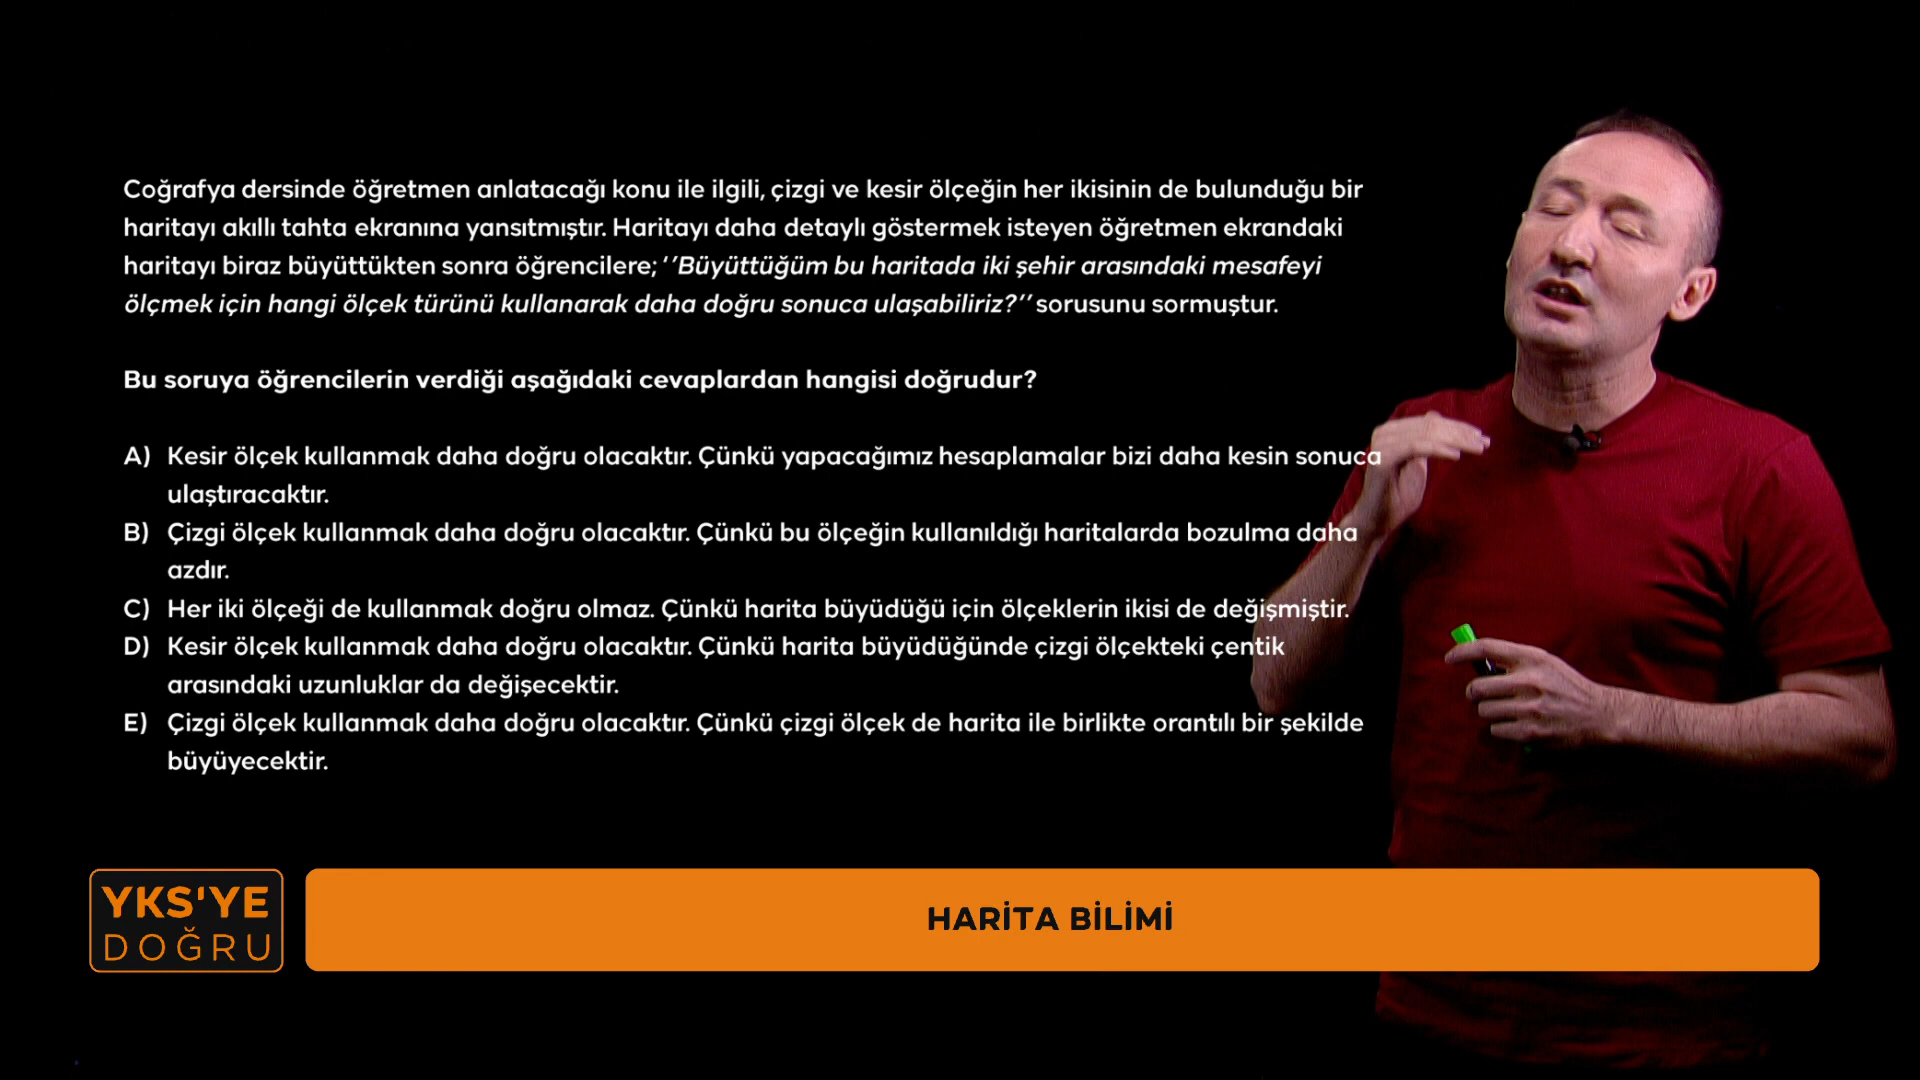 Coğrafya dersinde öğretmen anlatacağı konu ile ilgili, çizgi ve kesir ölçeğin her ikisinin de bulunduğu bir
haritayı akıllı tahta ekranına yansıtmıştır. Haritayı daha detaylı göstermek isteyen öğretmen ekrandaki
haritayı biraz büyüttükten sonra öğrencilere; ‘’Büyüttüğüm bu haritada iki şehir arasındaki mesafeyi
ölçmek için hangi ölçek türünü kullanarak daha doğru sonuca ulaşabiliriz?’’ sorusunu sormuştur.
Bu soruya öğrencilerin verdiği aşağıdaki cevaplardan hangisi doğrudur?
A) Kesir ölçek kullanmak daha doğru olacaktır. Çünkü yapacağımız hesaplamalar bizi daha kesin sonuca
ulaştıracaktır.
B) Çizgi ölçek kullanmak daha doğru olacaktır. Çünkü bu ölçeğin kullanıldığı haritalarda bozulma daha
azdır.
C) Her iki ölçeği de kullanmak doğru olmaz. Çünkü harita büyüdüğü için ölçeklerin ikisi de değişmiştir.
D) Kesir ölçek kullanmak daha doğru olacaktır. Çünkü harita büyüdüğünde çizgi ölçekteki çentik
arasındaki uzunluklar da değişecektir.
E) Çizgi ölçek kullanmak daha doğru olacaktır. Çünkü çizgi ölçek de harita ile birlikte orantılı bir şekilde
büyüyecektir.
YKS'YE
DOĞRU
HARİTA BİLİMİ